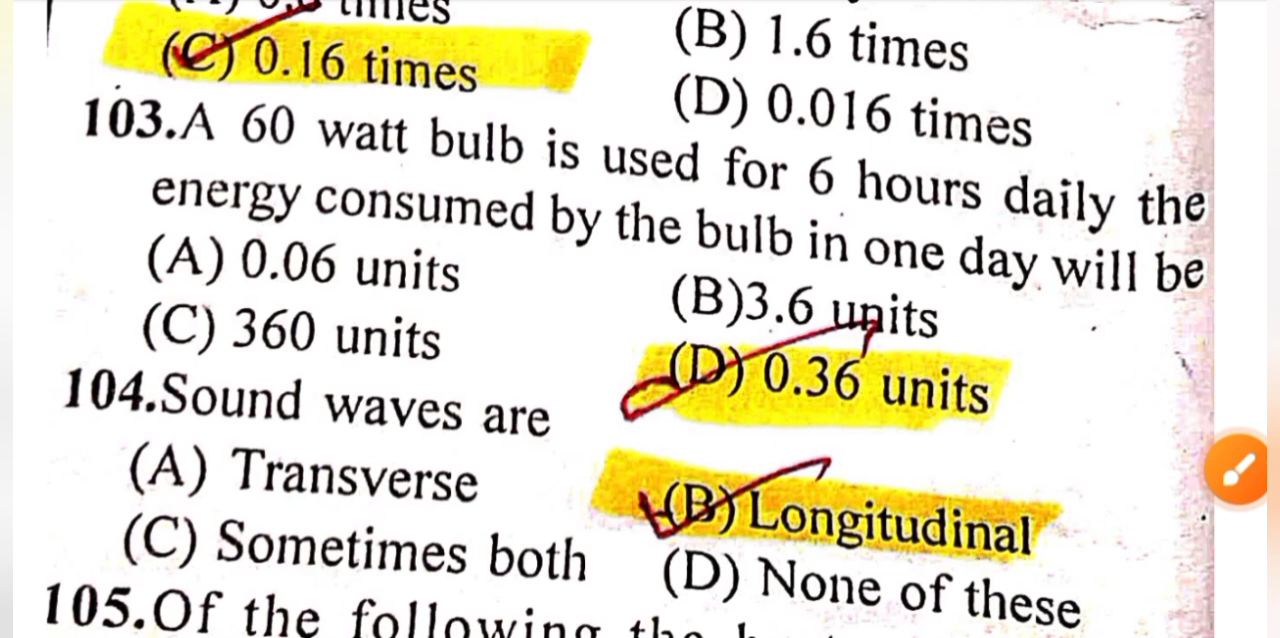 times
(C) 0.16 times
(B) 1.6 times
(D) 0.016 times
103.A 60 watt bulb is used for 6 hours daily the
energy consumed by the bulb in one day will be
(A) 0.06 units
(B)3.6 units
(C) 360 units
(D) 0.36 units
104.Sound waves are
(A) Transverse
(B) Longitudinal
(C) Sometimes both
(D) None of these
105.Of the following the